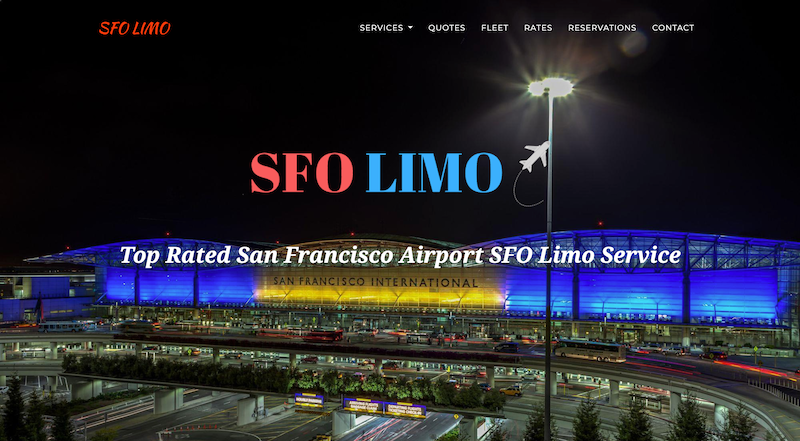 SFO LIMO
SERVICES QUOTES FLEET RATES RESERVATIONS CONTACT
SFO LIMO
Top Rated San Francisco Airport SFO Limo Service
SAN FRANCISCO INTERNATIONAL